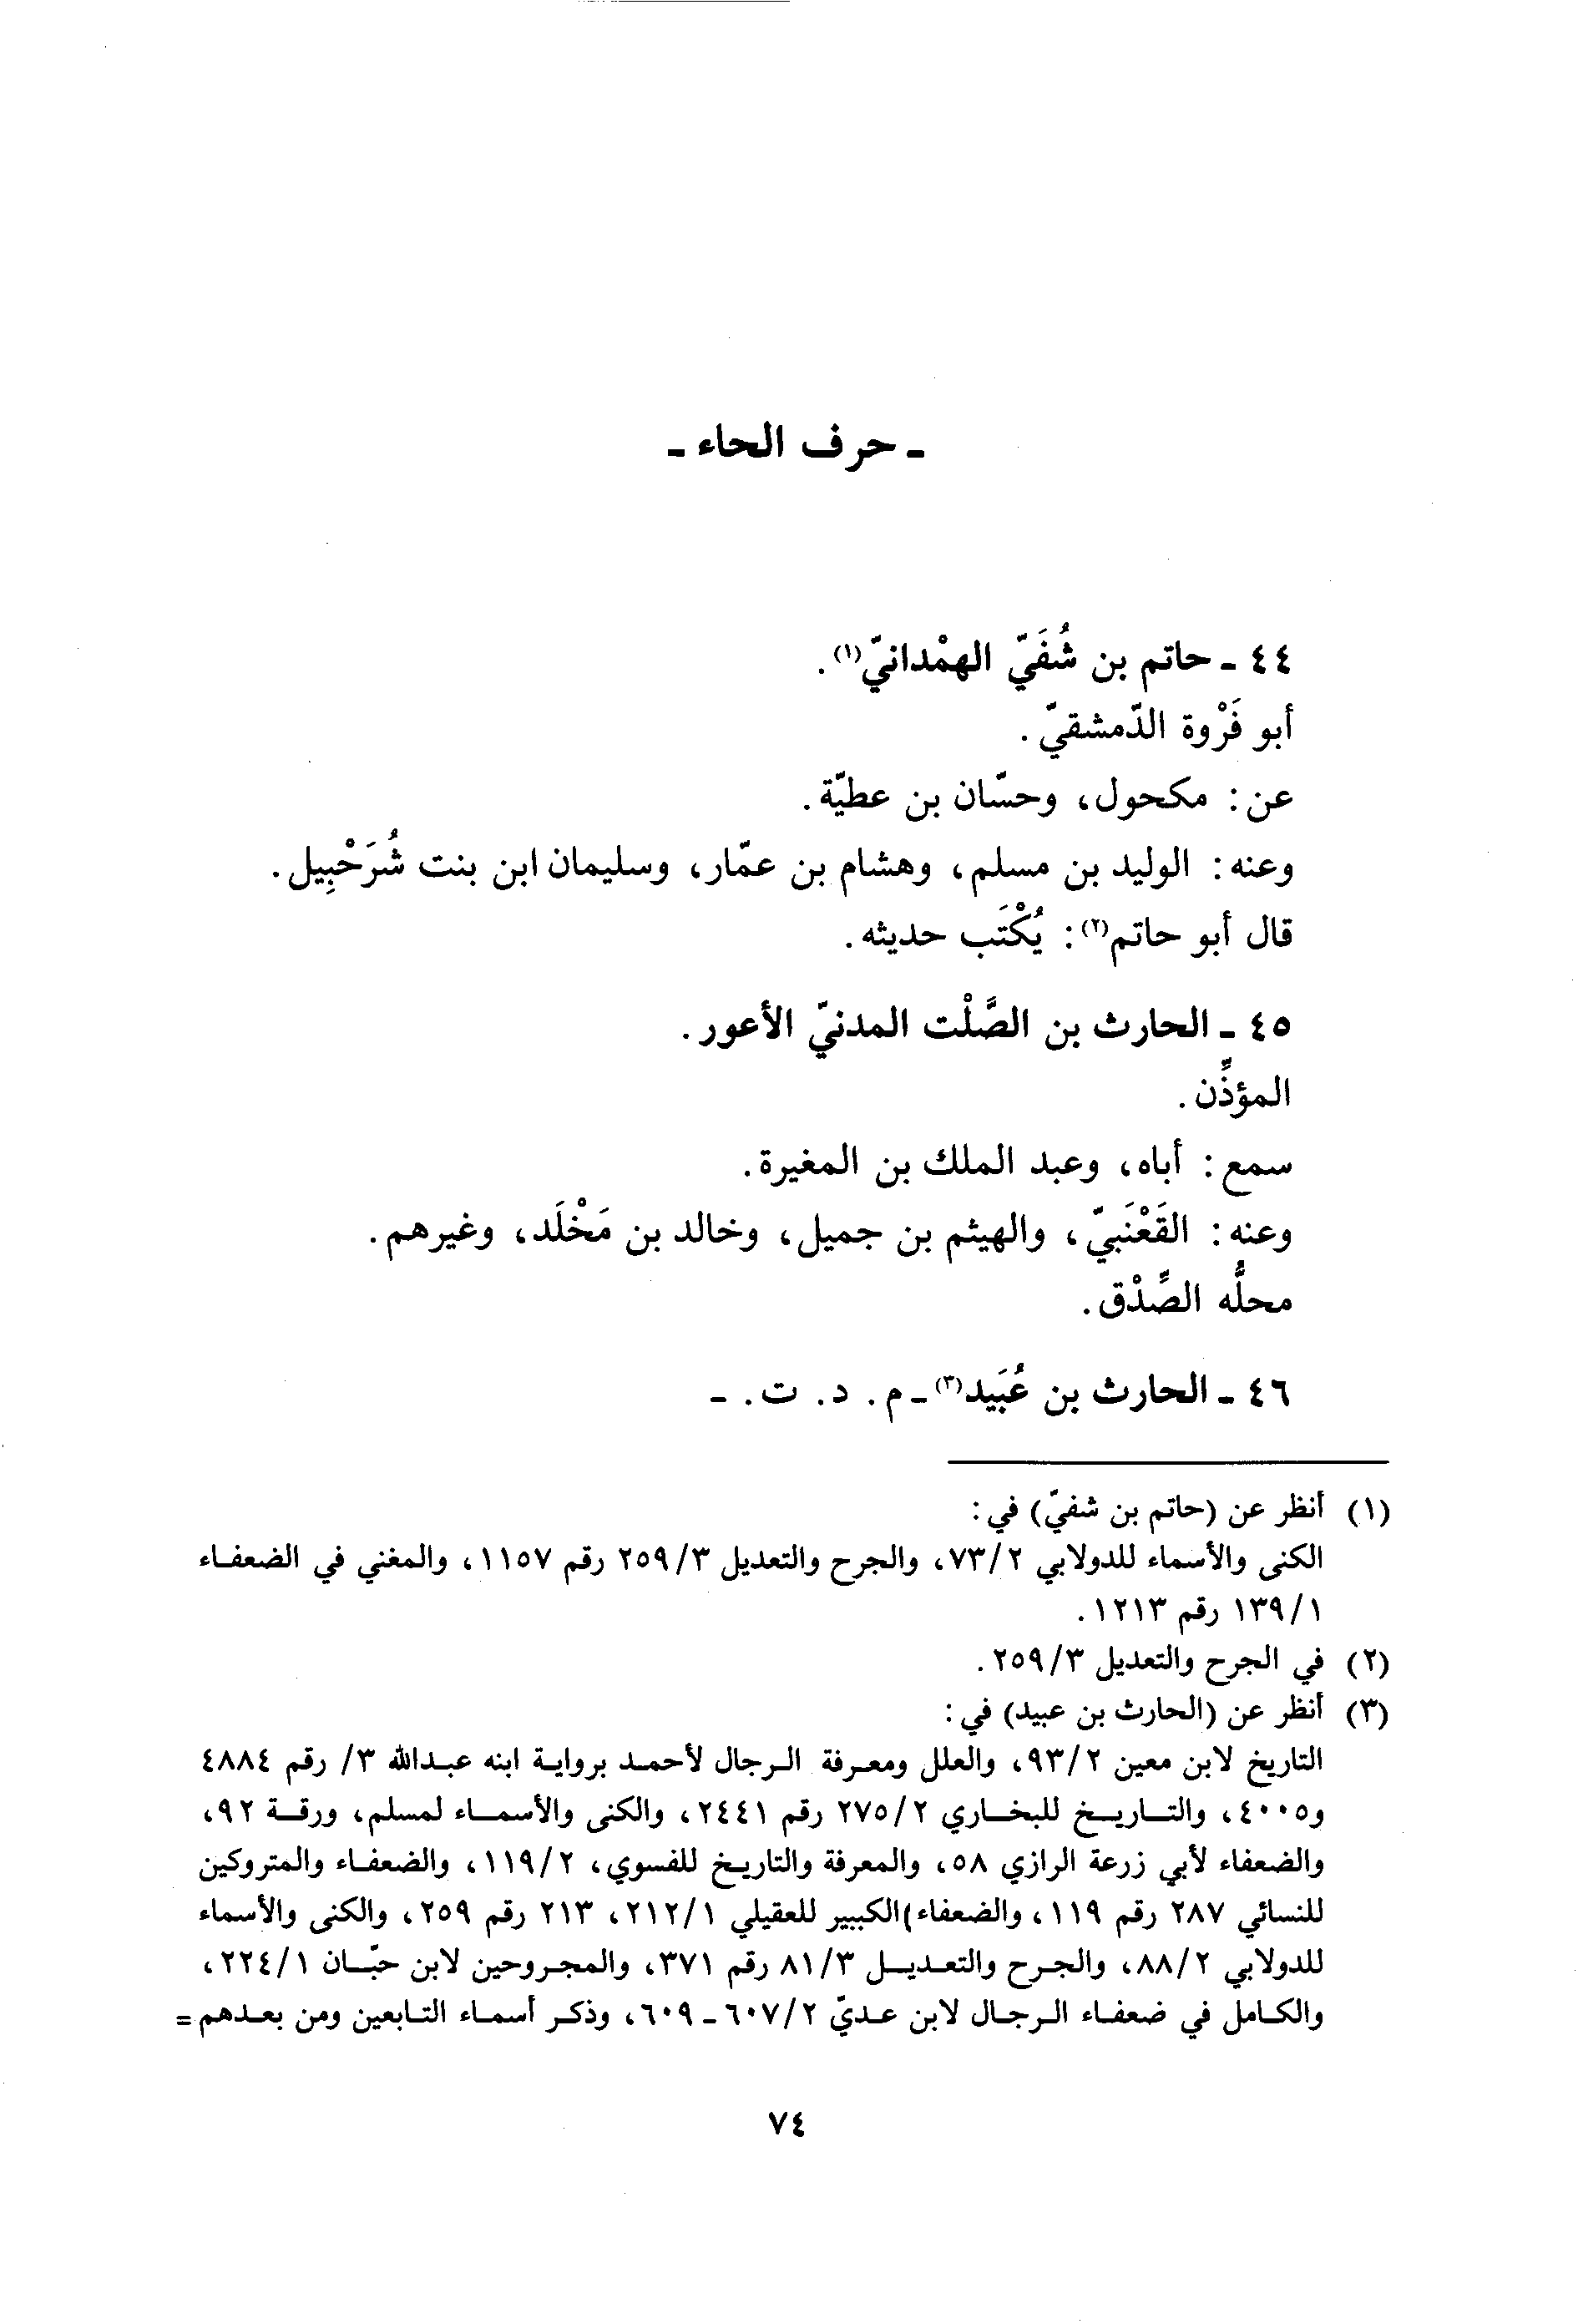 ـ حرف الحاء ـ
٤٤ ـ حاتم بن شُفَيّ الهمْدانيّ(١).
أبو فَرْوة الدّمشقيّ.
عن: مكحول، وحسّان بن عطيّة.
وعنه: الوليد بن مسلم، وهشام بن عمّار، وسليمان ابن بنت شُرَحْبِيل.
قال أبو حاتم(٢): يُكْتَب حديثه.
٤٥ ـ الحارث بن الصَّلْت المدنيّ الأعور.
المؤذِّن.
سمع: أباه، وعبد الملك بن المغيرة.
وعنه: القَعْنَبيّ، والهيثم بن جميل، وخالد بن مَخْلَد، وغيرهم.
محلُّه الصِّدْق.
٤٦ ـ الحارث بن عُبَيد(٣) ـ م. د. ت. ـ
(١) أنظر عن (حاتم بن شفيّ) في:
الكنى والأسماء للدولابي ٧٣/٢، والجرح والتعديل ٢٥٩/٣ رقم ١١٥٧، والمغني في الضعفاء
١٣٩/١ رقم ١٢١٣.
(٢) في الجرح والتعديل ٢٥٩/٣.
(٣) أنظر عن (الحارث بن عبيد) في:
التاريخ لابن معين ٩٣/٢، والعلل ومعرفة الرجال لأحمد برواية ابنه عبدالله ٣/ رقم ٤٨٨٤
و٤٠٠٥، والتاريخ للبخاري ٢٧٥/٢ رقم ٢٤٤١، والكنى والأسماء لمسلم، ورقة ٩٢،
والضعفاء لأبي زرعة الرازي ٥٨، والمعرفة والتاريخ للفسوي، ١١٩/٢، والضعفاء والمتروكين
للنسائي ٢٨٧ رقم ١١٩، والضعفاء)الكبيير للعقيلي ٢١٢/١، ٢١٣ رقم ٢٥٩، والكنى والأسماء
للدولابي ٨٨/٢، والجرح والتعديل ٨١/٣ رقم ٣٧١، والمجروحين لابن حبّان ٢٢٤/١،
والكامل في ضعفاء الرجال لابن عديّ ٦٠٧/٢ ـ ٦٠٩، وذكر أسماء التابعين ومن بعدهم =
٧٤